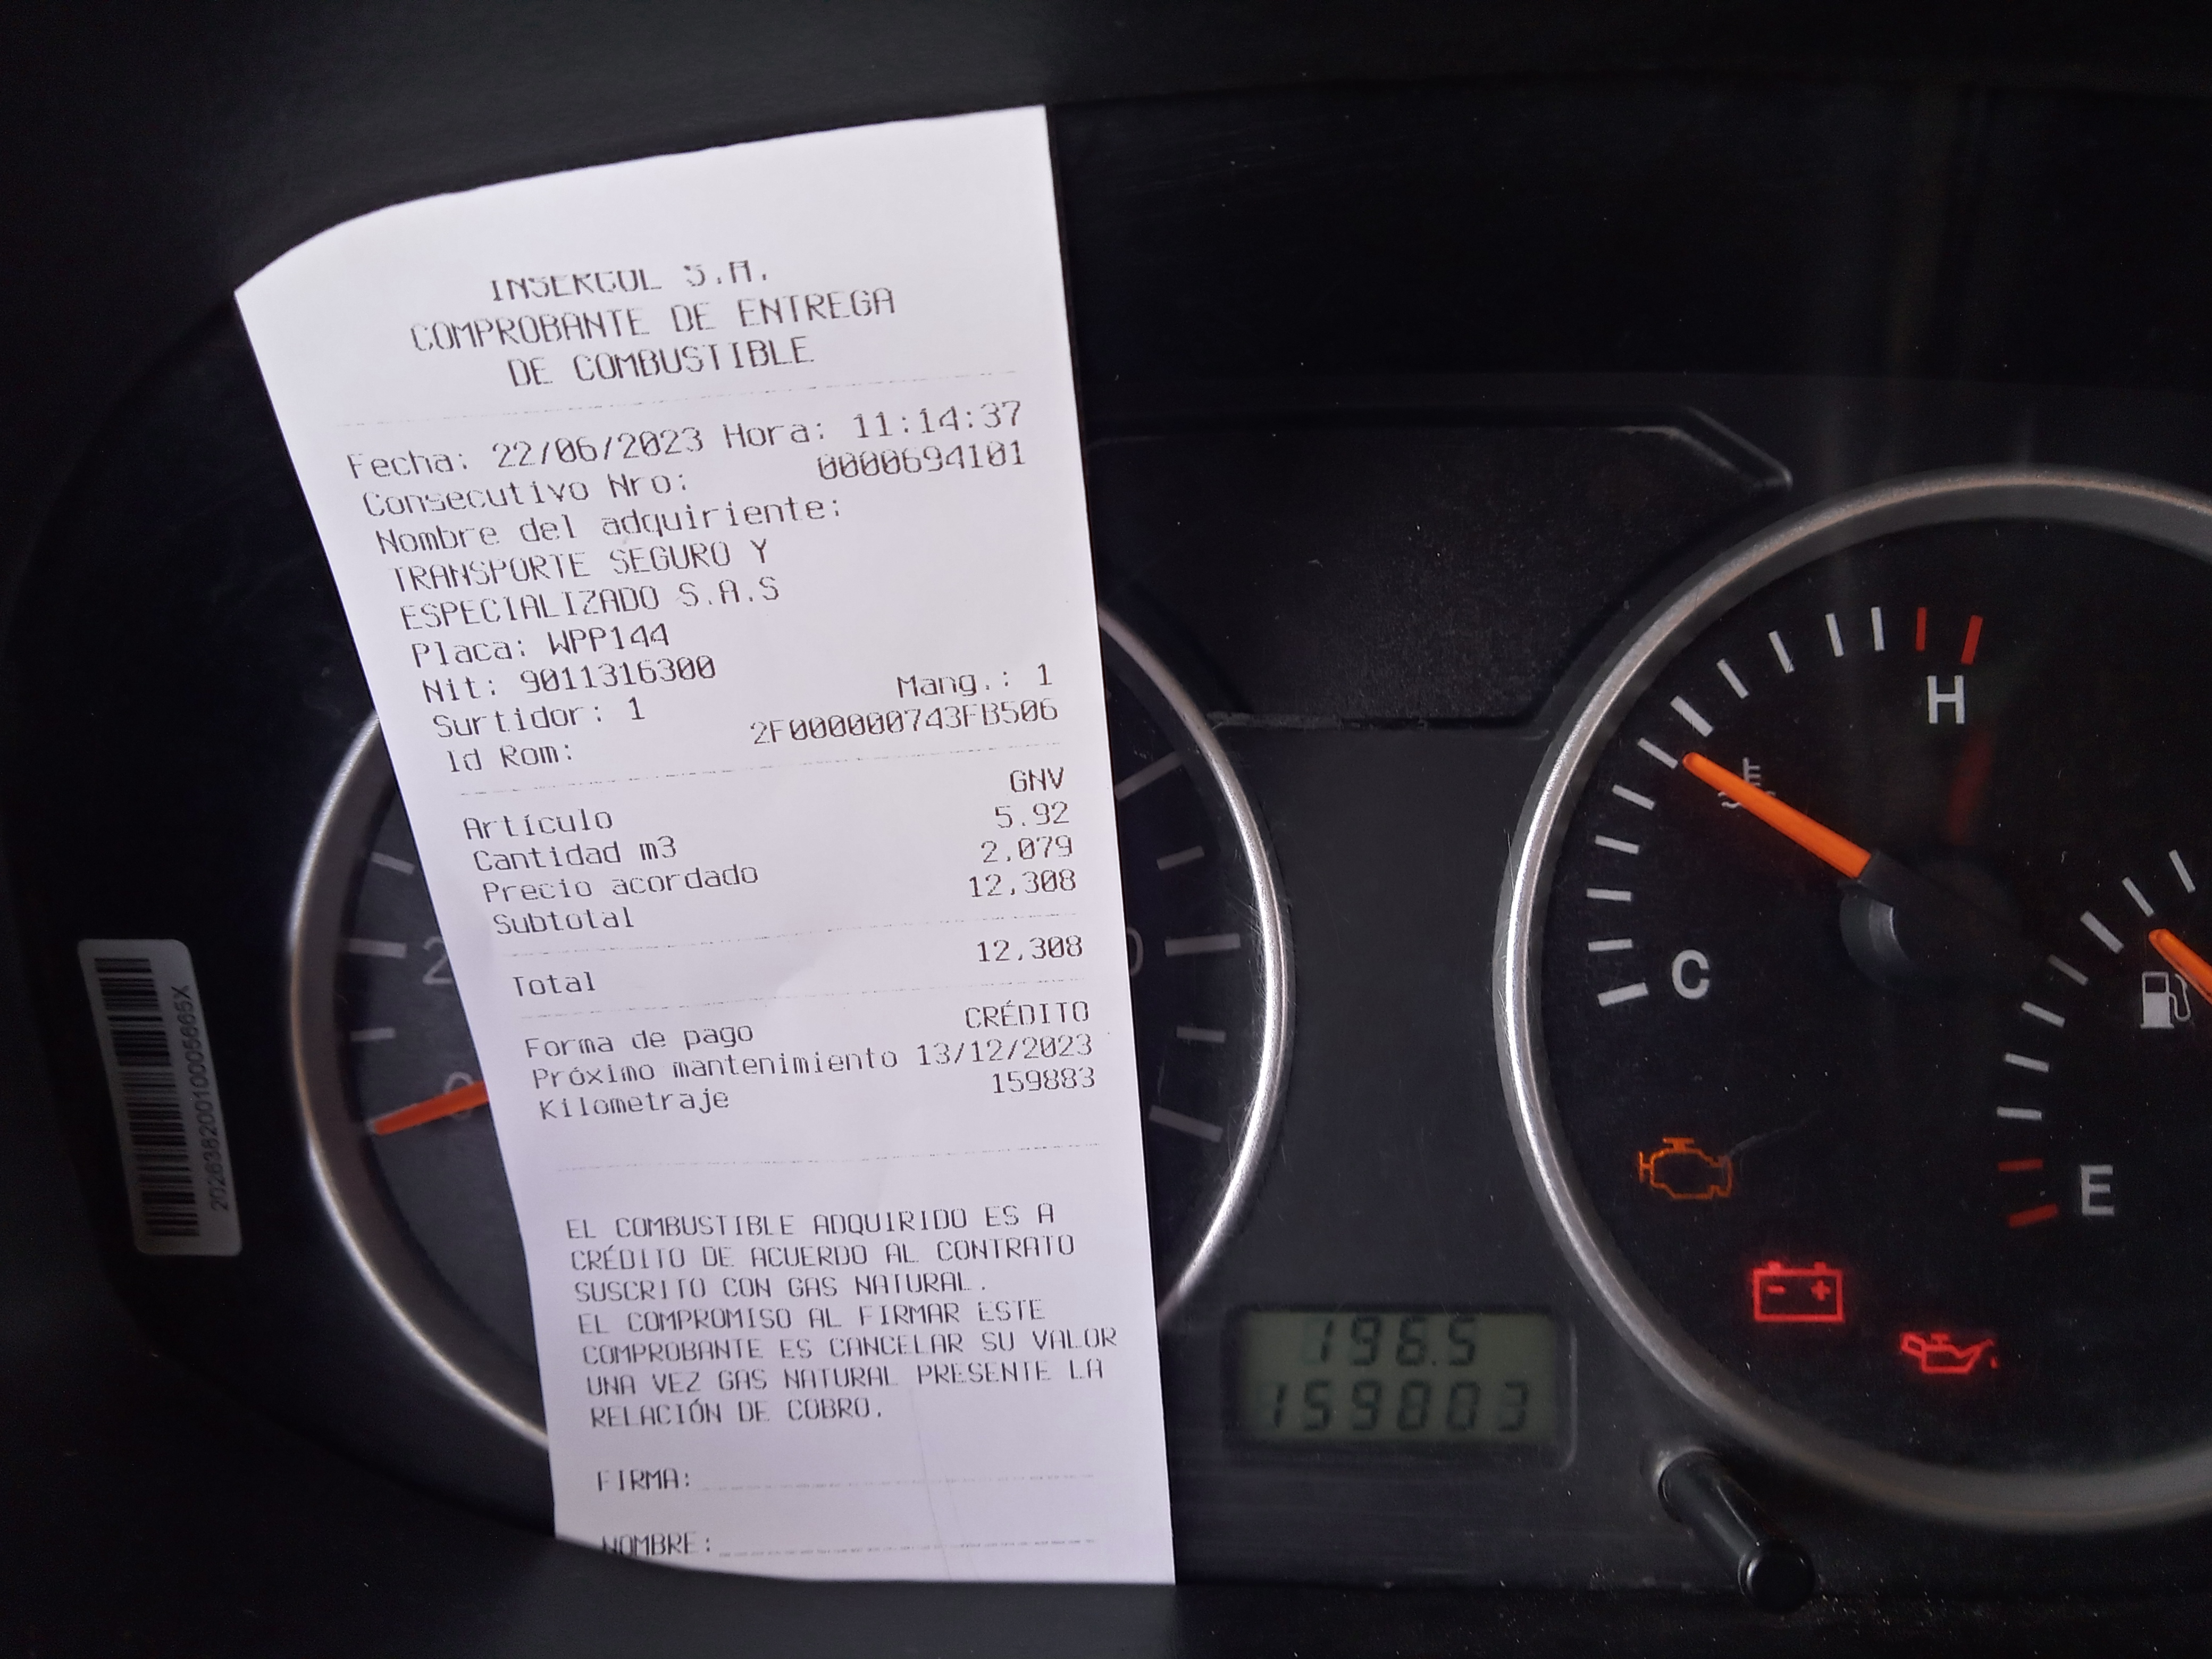 INSERCOL S.A.
COMPROBANTE DE ENTREGA
DE COMBUSTIBLE
Fecha: 22/06/2023 Hora: 11:14:37
Consecutivo Nro: 0000694101
Nombre del adquiriente:
TRANSPORTE SEGURO Y
ESPECIALIZADO S.A.S
Placa: WPP144
Nit: 9011316300
Surtidor: 1 Mang.: 1
Id Rom: 2F000000743FB506
Artículo GNV
Cantidad m3 5.92
Precio acordado 2,079
Subtotal 12,308
Total 12,308
Forma de pago CRÉDITO
Próximo mantenimiento 13/12/2023
Kilometraje 159883
EL COMBUSTIBLE ADQUIRIDO ES A
CRÉDITO DE ACUERDO AL CONTRATO
SUSCRITO CON GAS NATURAL.
EL COMPROMISO AL FIRMAR ESTE
COMPROBANTE ES CANCELAR SU VALOR
UNA VEZ GAS NATURAL PRESENTE LA
RELACIÓN DE COBRO.
FIRMA:
NOMBRE:
H
C
E
196.5
159803